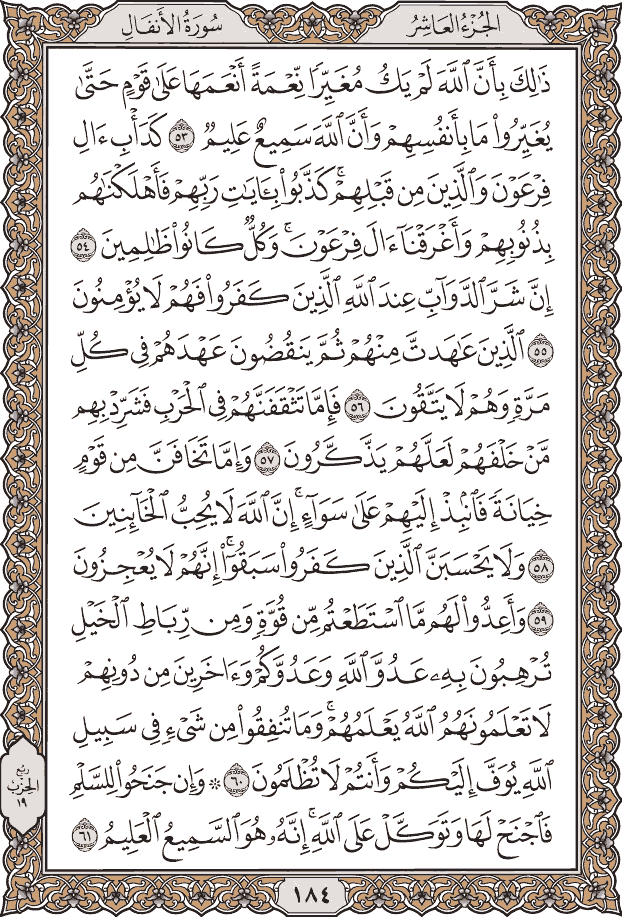 سُورَةُ الأَنفَالِ
الجُزْءُ العَاشِرُ
ذَٰلِكَ بِأَنَّ ٱللَّهَ لَمْ يَكُ مُغَيِّرًا نِّعْمَةً أَنْعَمَهَا عَلَىٰ قَوْمٍ حَتَّىٰ
يُغَيِّرُوا۟ مَا بِأَنفُسِهِمْ وَأَنَّ ٱللَّهَ سَمِيعٌ عَلِيمٌ ٥٣ كَدَأْبِ ءَالِ
فِرْعَوْنَ وَٱلَّذِينَ مِن قَبْلِهِمْ ۚ كَذَّبُوا۟ بِـَٔايَـٰتِ رَبِّهِمْ فَأَهْلَكْنَـٰهُم
بِذُنُوبِهِمْ وَأَغْرَقْنَآ ءَالَ فِرْعَوْنَ ۚ وَكُلٌّ كَانُوا۟ ظَـٰلِمِينَ ٥٤
إِنَّ شَرَّ ٱلدَّوَآبِّ عِندَ ٱللَّهِ ٱلَّذِينَ كَفَرُوا۟ فَهُمْ لَا يُؤْمِنُونَ
٥٥ ٱلَّذِينَ عَـٰهَدتَّ مِنْهُمْ ثُمَّ يَنقُضُونَ عَهْدَهُمْ فِى كُلِّ
مَرَّةٍ وَهُمْ لَا يَتَّقُونَ ٥٦ فَإِمَّا تَثْقَفَنَّهُمْ فِى ٱلْحَرْبِ فَشَرِّدْ بِهِم
مَّنْ خَلْفَهُمْ لَعَلَّهُمْ يَذَّكَّرُونَ ٥٧ وَإِمَّا تَخَافَنَّ مِن قَوْمٍ
خِيَانَةً فَٱنۢبِذْ إِلَيْهِمْ عَلَىٰ سَوَآءٍ ۚ إِنَّ ٱللَّهَ لَا يُحِبُّ ٱلْخَآئِنِينَ
٥٨ وَلَا يَحْسَبَنَّ ٱلَّذِينَ كَفَرُوا۟ سَبَقُوٓا۟ ۚ إِنَّهُمْ لَا يُعْجِزُونَ
٥٩ وَأَعِدُّوا۟ لَهُم مَّا ٱسْتَطَعْتُم مِّن قُوَّةٍ وَمِن رِّبَاطِ ٱلْخَيْلِ
تُرْهِبُونَ بِهِۦ عَدُوَّ ٱللَّهِ وَعَدُوَّكُمْ وَءَاخَرِينَ مِن دُونِهِمْ
لَا تَعْلَمُونَهُمُ ٱللَّهُ يَعْلَمُهُمْ ۚ وَمَا تُنفِقُوا۟ مِن شَىْءٍ فِى سَبِيلِ
ٱللَّهِ يُوَفَّ إِلَيْكُمْ وَأَنتُمْ لَا تُظْلَمُونَ ٦٠ ۞ وَإِن جَنَحُوا۟ لِلسَّلْمِ
فَٱجْنَحْ لَهَا وَتَوَكَّلْ عَلَى ٱللَّهِ ۚ إِنَّهُۥ هُوَ ٱلسَّمِيعُ ٱلْعَلِيمُ ٦١
رُبع
الحِزْب
١٩
١٨٤